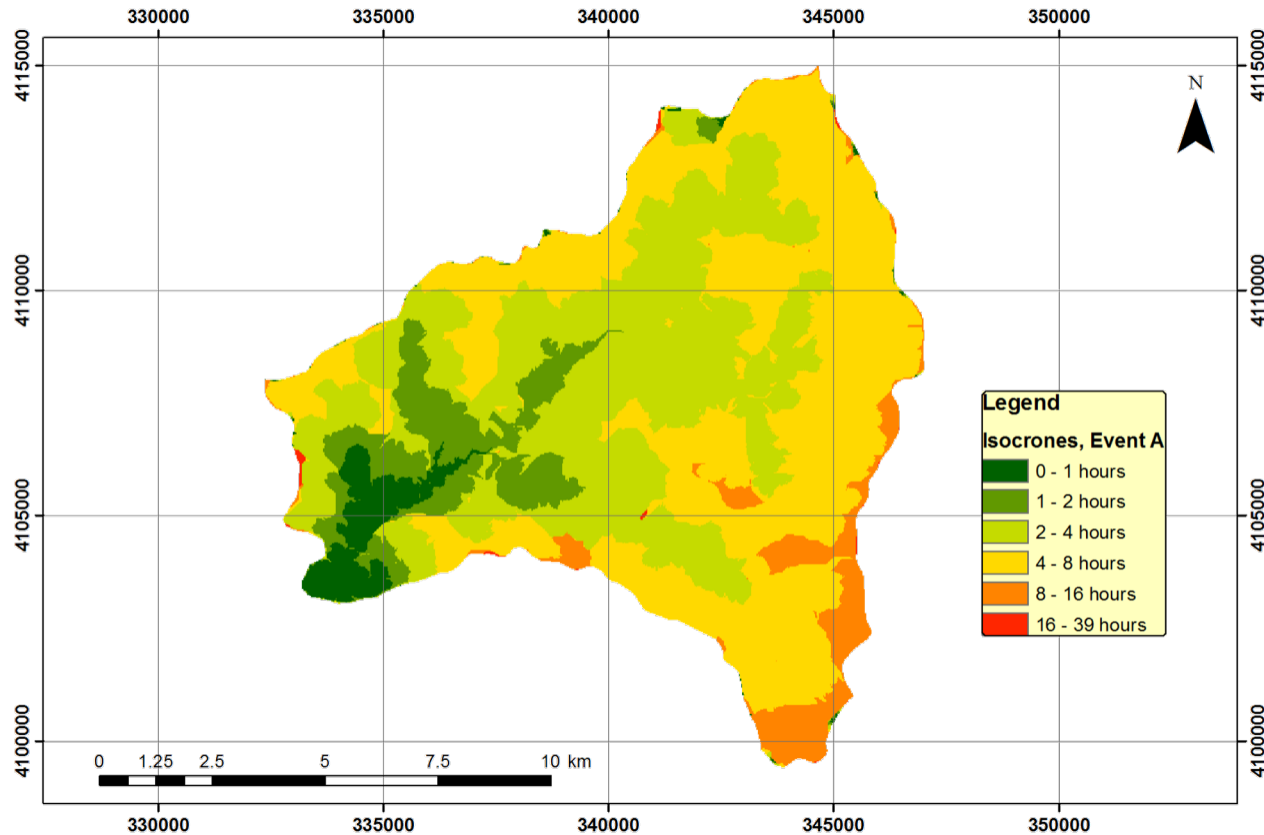 330000 335000 340000 345000 350000
4115000 4115000
N
4110000 4110000
Legend
Isocrones, Event A
0 - 1 hours
1 - 2 hours
2 - 4 hours
4 - 8 hours
8 - 16 hours
16 - 39 hours
4105000 4105000
4100000 4100000
0 1.25 2.5 5 7.5 10 km
330000 335000 340000 345000 350000